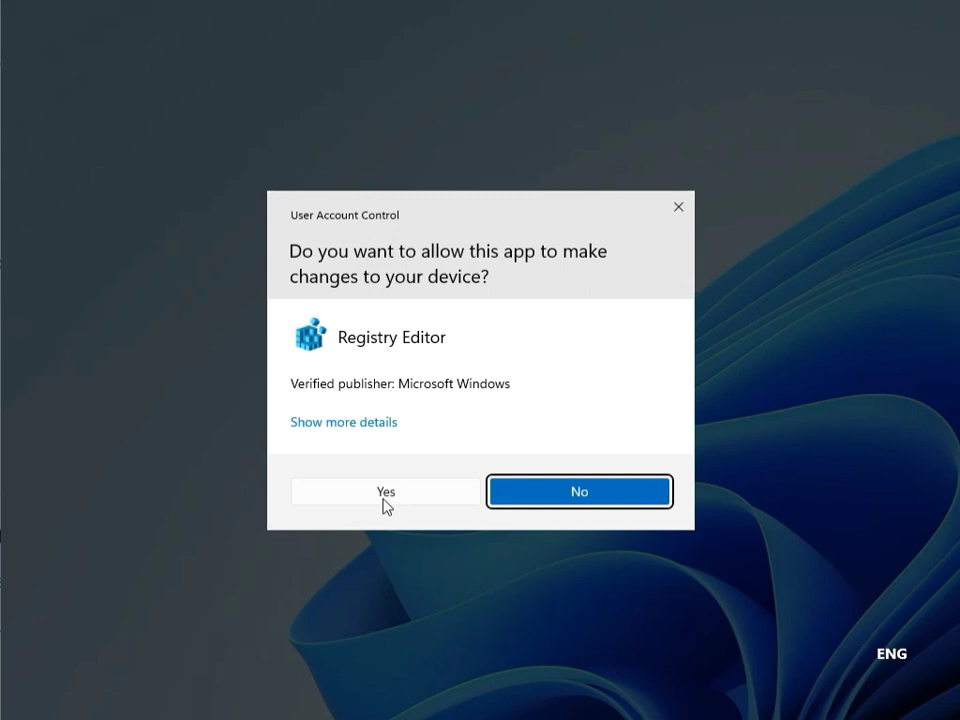 User Account Control
Do you want to allow this app to make
changes to your device?
Registry Editor
Verified publisher: Microsoft Windows
Show more details
Yes
No
ENG